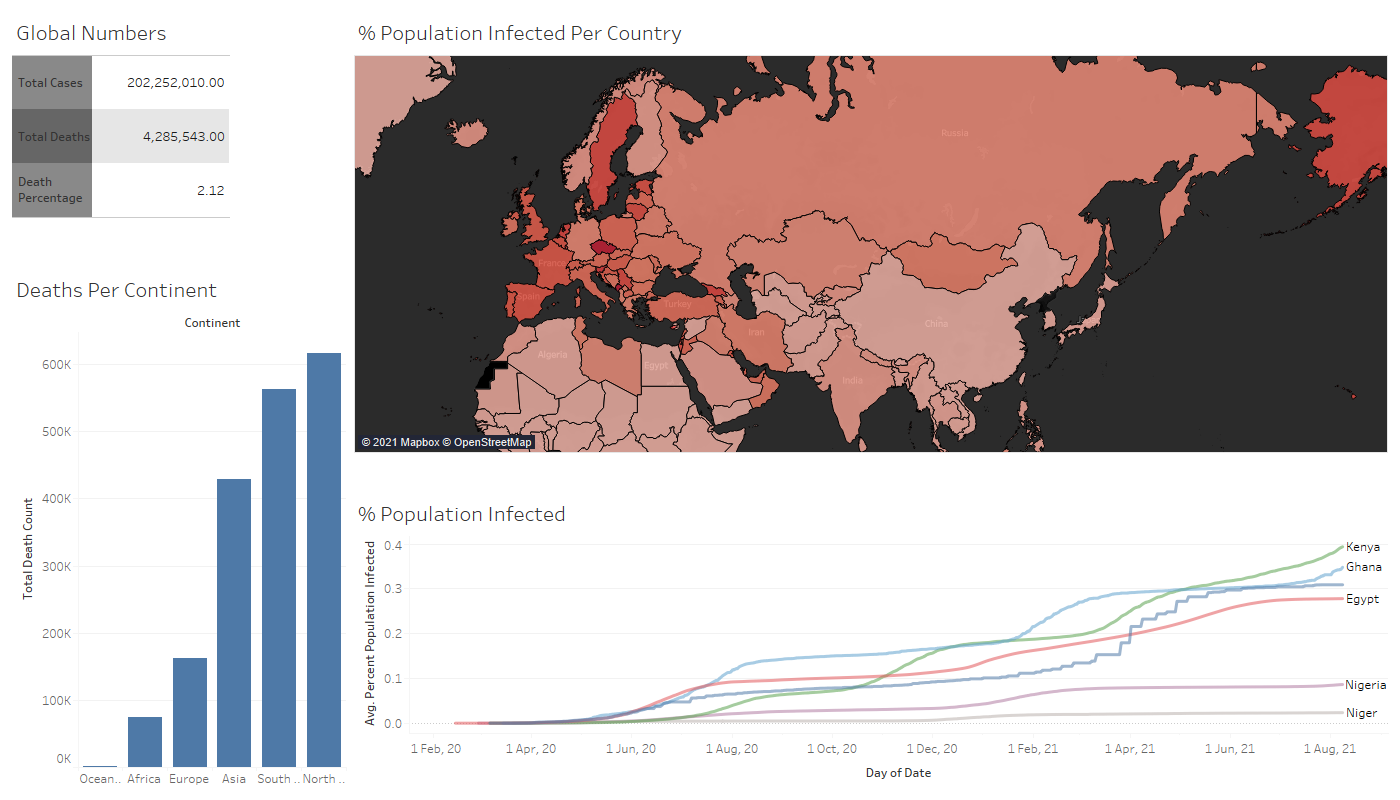 Global Numbers
Total Cases 202,252,010.00
Total Deaths 4,285,543.00
Death
Percentage 2.12
% Population Infected Per Country
Russia
France
Spain
Turkey
Iran
China
Algeria
Egypt
India
© 2021 Mapbox © OpenStreetMap
Deaths Per Continent
Continent
Total Death Count
600K
500K
400K
300K
200K
100K
0K
Ocean.. Africa Europe Asia South .. North ..
% Population Infected
Avg. Percent Population Infected
0.4
0.3
0.2
0.1
0.0
Kenya
Ghana
Egypt
Nigeria
Niger
1 Feb, 20 1 Apr, 20 1 Jun, 20 1 Aug, 20 1 Oct, 20 1 Dec, 20 1 Feb, 21 1 Apr, 21 1 Jun, 21 1 Aug, 21
Day of Date